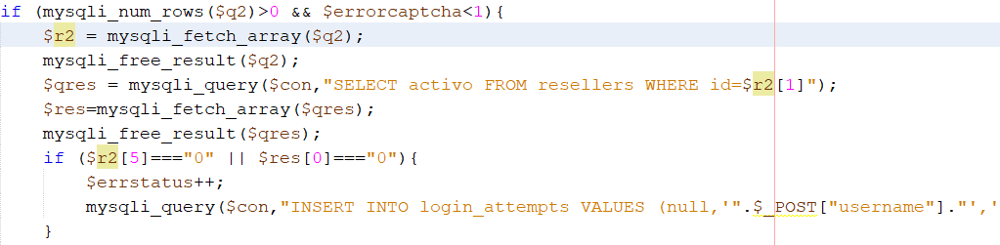 if (mysqli_num_rows($q2)>0 && $errorcaptcha<1){
$r2 = mysqli_fetch_array($q2);
mysqli_free_result($q2);
$qres = mysqli_query($con,"SELECT activo FROM resellers WHERE id=$r2[1]");
$res=mysqli_fetch_array($qres);
mysqli_free_result($qres);
if ($r2[5]==="0" || $res[0]==="0"){
$errstatus++;
mysqli_query($con,"INSERT INTO login_attempts VALUES (null,'".$_POST["username"]."','
}